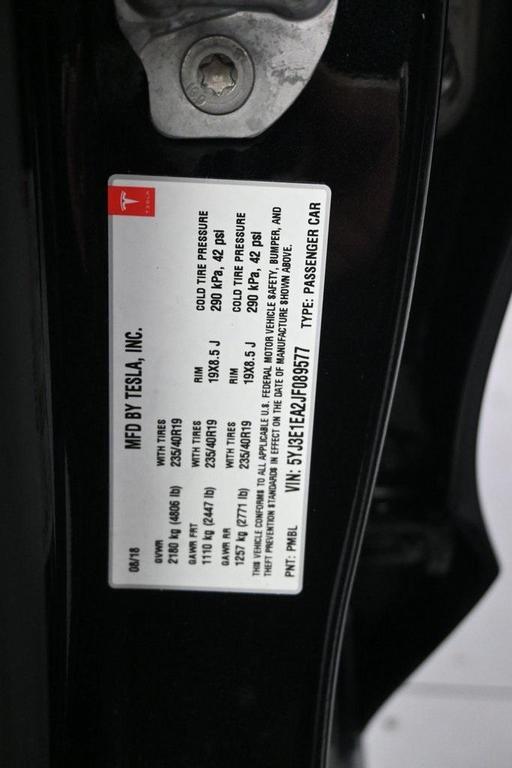 TESLA
MFD BY TESLA, INC.
08/18
GVWR WITH TIRES RIM COLD TIRE PRESSURE
2180 kg (4806 lb) 235/40R19 19X8.5 J 290 kPa, 42 psi
GAWR FRT WITH TIRES RIM COLD TIRE PRESSURE
1110 kg (2447 lb) 235/40R19 19X8.5 J 290 kPa, 42 psi
GAWR RR
1257 kg (2771 lb) 235/40R19
THIS VEHICLE CONFORMS TO ALL APPLICABLE U.S. FEDERAL MOTOR VEHICLE SAFETY, BUMPER, AND
THEFT PREVENTION STANDARDS IN EFFECT ON THE DATE OF MANUFACTURE SHOWN ABOVE.
PNT: PMBL VIN: 5YJ3E1EA2JF089577 TYPE: PASSENGER CAR